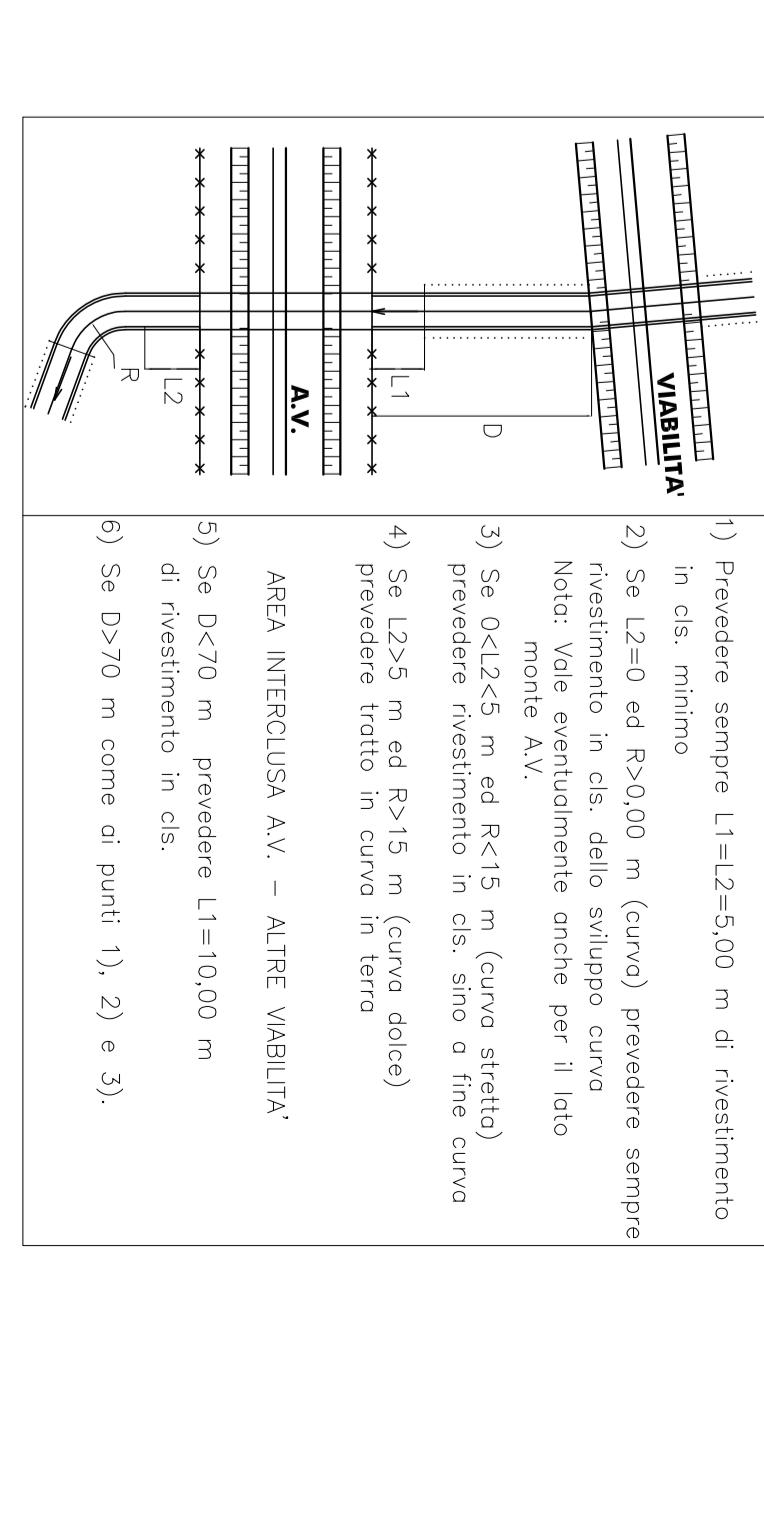 VIABILITA'
D
L1
A.V.
L2
R
1) Prevedere sempre L1=L2=5,00 m di rivestimento
in cls. minimo
2) Se L2=0 ed R>0,00 m (curva) prevedere sempre
rivestimento in cls. dello sviluppo curva
Nota: Vale eventualmente anche per il lato
monte A.V.
3) Se 0<L2<5 m ed R<15 m (curva stretta)
prevedere rivestimento in cls. sino a fine curva
4) Se L2>5 m ed R>15 m (curva dolce)
prevedere tratto in curva in terra
AREA INTERCLUSA A.V. – ALTRE VIABILITA'
5) Se D<70 m prevedere L1=10,00 m
di rivestimento in cls.
6) Se D>70 m come ai punti 1), 2) e 3).